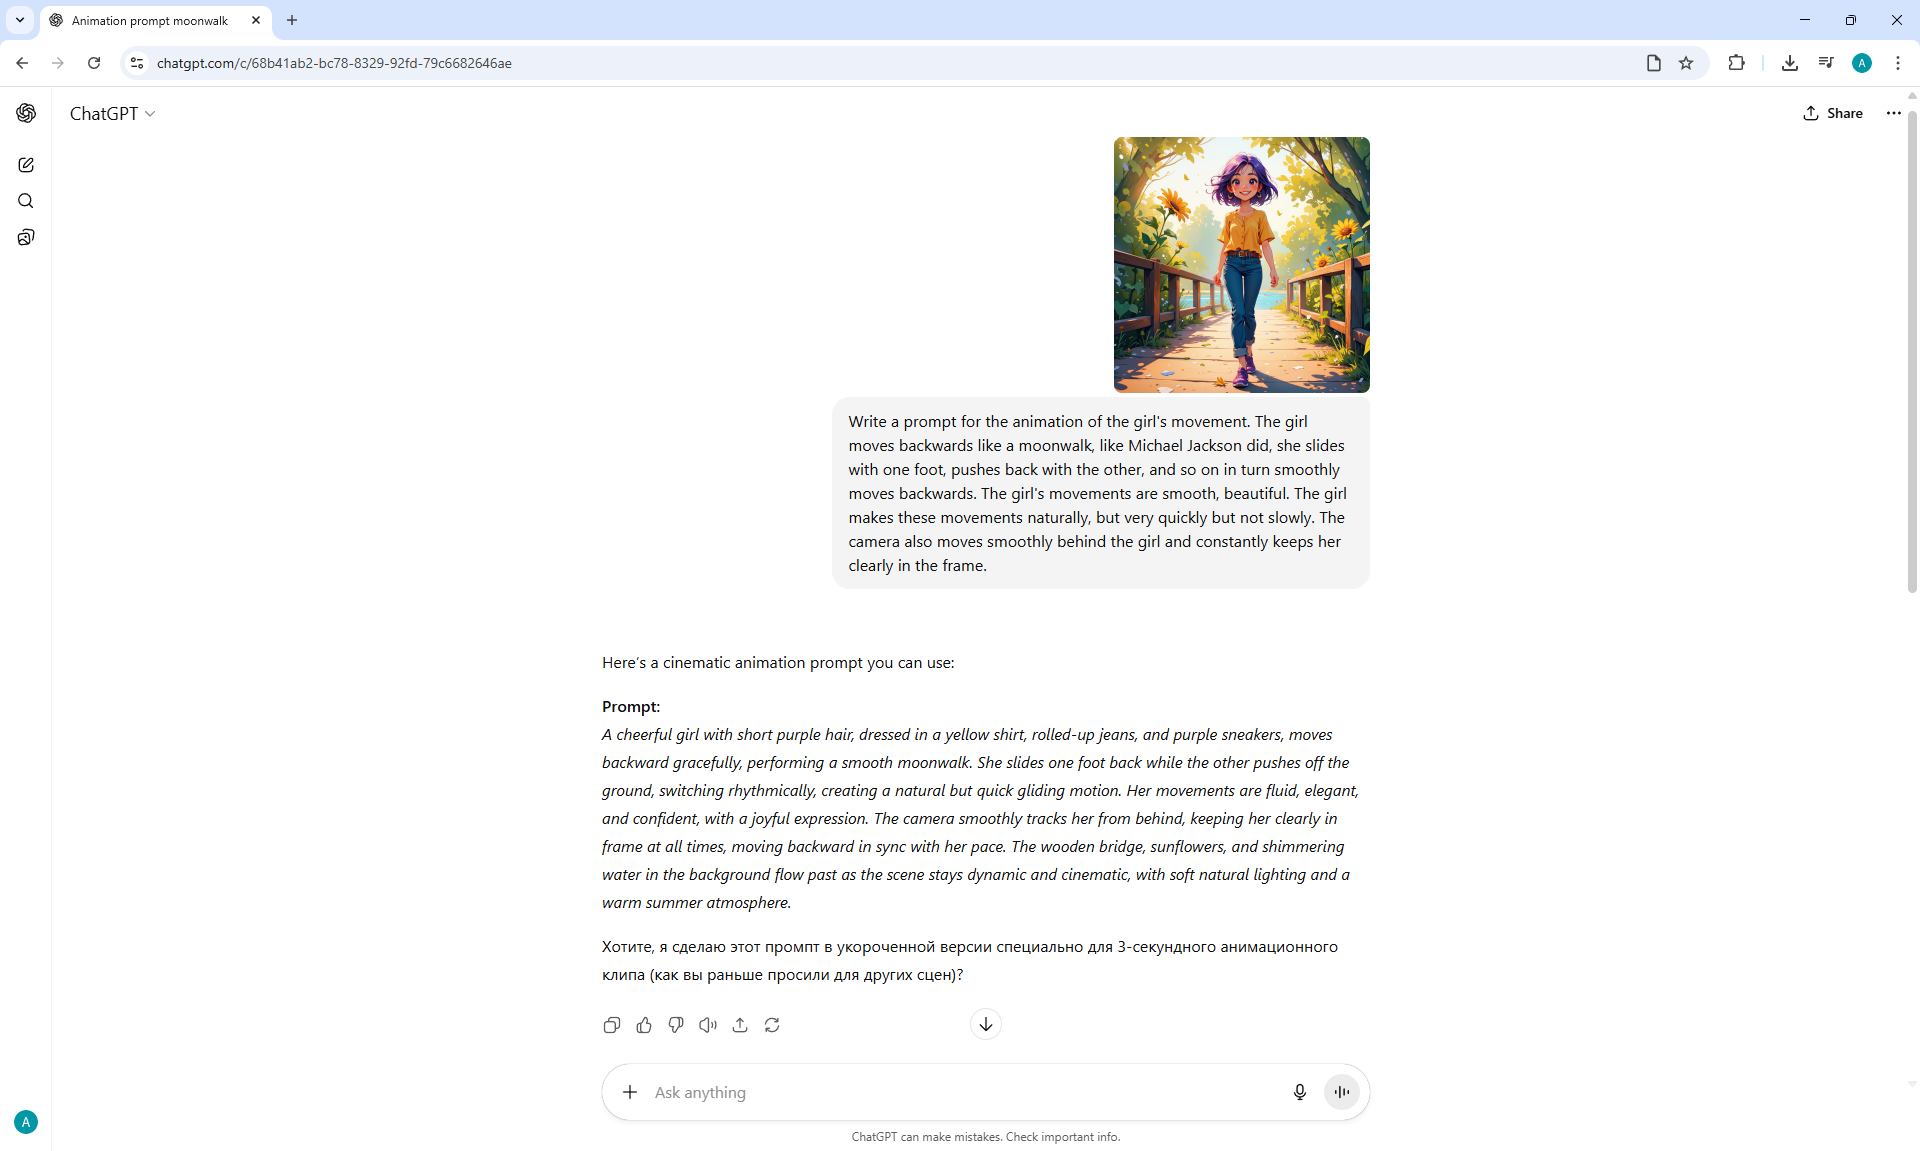 Animation prompt moonwalk
chatgpt.com/c/68b41ab2-bc78-8329-92fd-79c6682646ae
A
ChatGPT
Share
Write a prompt for the animation of the girl's movement. The girl
moves backwards like a moonwalk, like Michael Jackson did, she slides
with one foot, pushes back with the other, and so on in turn smoothly
moves backwards. The girl's movements are smooth, beautiful. The girl
makes these movements naturally, but very quickly but not slowly. The
camera also moves smoothly behind the girl and constantly keeps her
clearly in the frame.
Here's a cinematic animation prompt you can use:
Prompt:
A cheerful girl with short purple hair, dressed in a yellow shirt, rolled-up jeans, and purple sneakers, moves
backward gracefully, performing a smooth moonwalk. She slides one foot back while the other pushes off the
ground, switching rhythmically, creating a natural but quick gliding motion. Her movements are fluid, elegant,
and confident, with a joyful expression. The camera smoothly tracks her from behind, keeping her clearly in
frame at all times, moving backward in sync with her pace. The wooden bridge, sunflowers, and shimmering
water in the background flow past as the scene stays dynamic and cinematic, with soft natural lighting and a
warm summer atmosphere.
Хотите, я сделаю этот промпт в укороченной версии специально для 3-секундного анимационного
клипа (как вы раньше просили для других сцен)?
Ask anything
A
ChatGPT can make mistakes. Check important info.